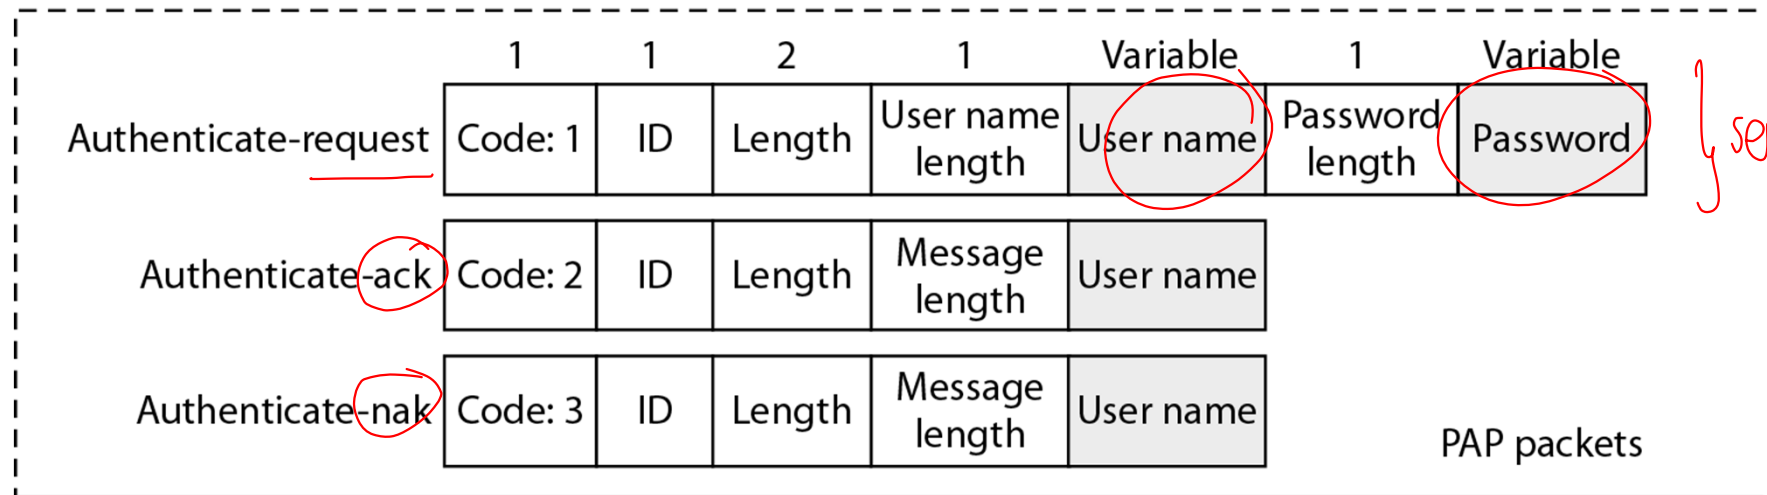 1 1 2 1 Variable 1 Variable
Authenticate-request Code: 1 ID Length User name length User name Password length Password
Authenticate-ack Code: 2 ID Length Message length User name
Authenticate-nak Code: 3 ID Length Message length User name
PAP packets